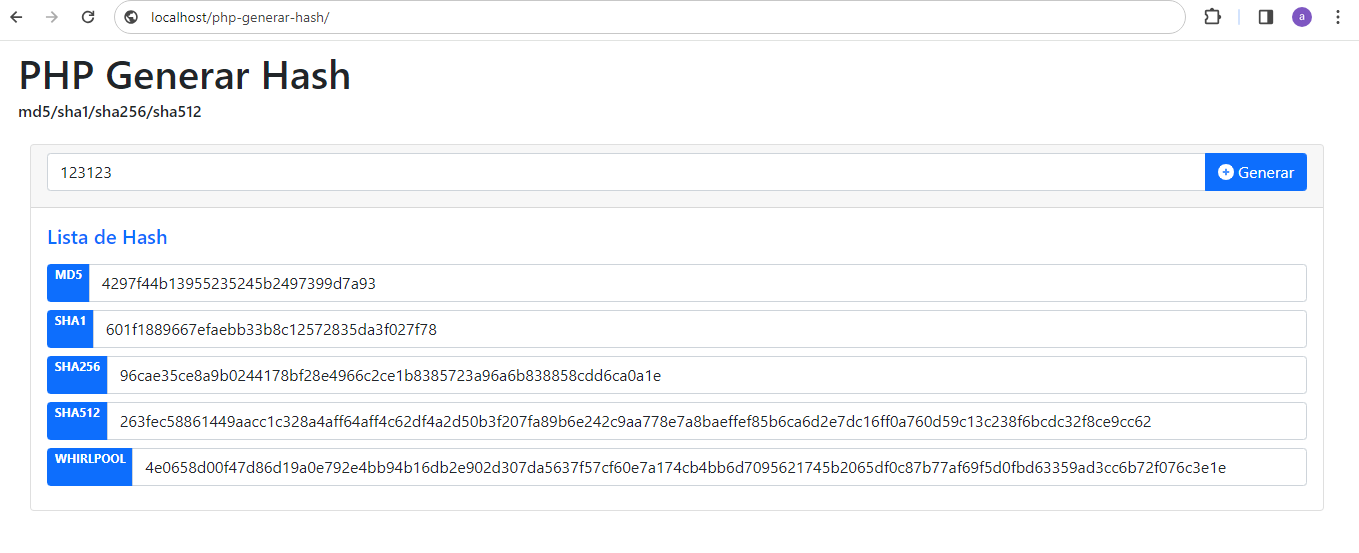 localhost/php-generar-hash/
a
PHP Generar Hash
md5/sha1/sha256/sha512
123123
Generar
Lista de Hash
MD5
4297f44b13955235245b2497399d7a93
SHA1
601f1889667efaebb33b8c12572835da3f027f78
SHA256
96cae35ce8a9b0244178bf28e4966c2ce1b8385723a96a6b838858cdd6ca0a1e
SHA512
263fec58861449aacc1c328a4aff64aff4c62df4a2d50b3f207fa89b6e242c9aa778e7a8baeffef85b6ca6d2e7dc16ff0a760d59c13c238f6bcdc32f8ce9cc62
WHIRLPOOL
4e0658d00f47d86d19a0e792e4bb94b16db2e902d307da5637f57cf60e7a174cb4bb6d7095621745b2065df0c87b77af69f5d0fbd63359ad3cc6b72f076c3e1e